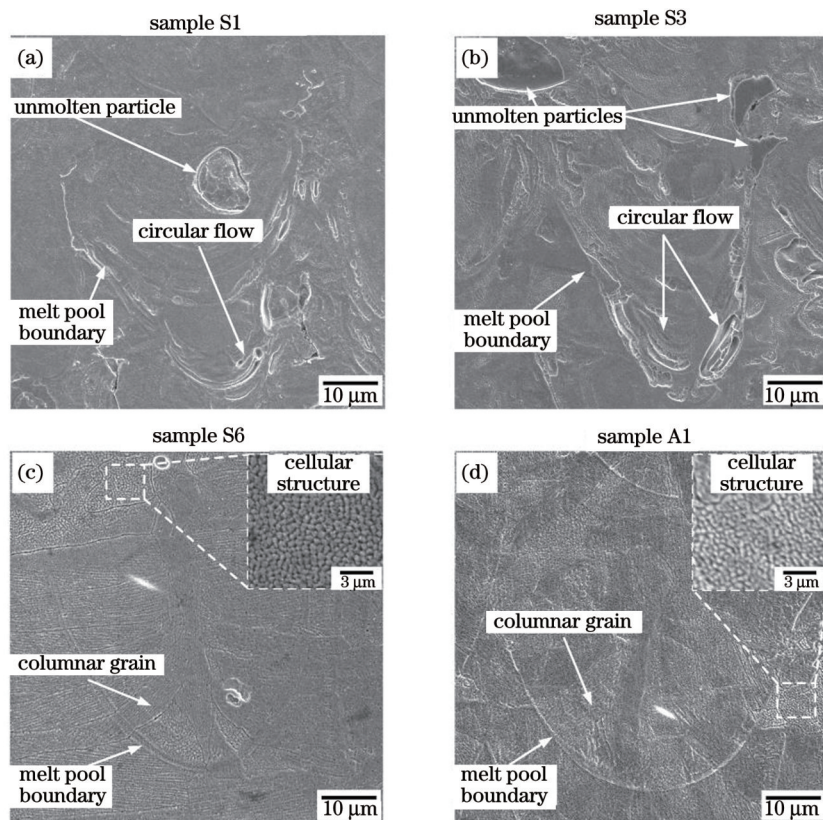 sample S1
(a)
unmolten particle
circular flow
melt pool
boundary
10 μm
sample S3
(b)
unmolten particles
circular flow
melt pool
boundary
10 μm
sample S6
(c)
cellular
structure
3 μm
columnar grain
melt pool
boundary
10 μm
sample A1
(d)
cellular
structure
3 μm
columnar grain
melt pool
boundary
10 μm